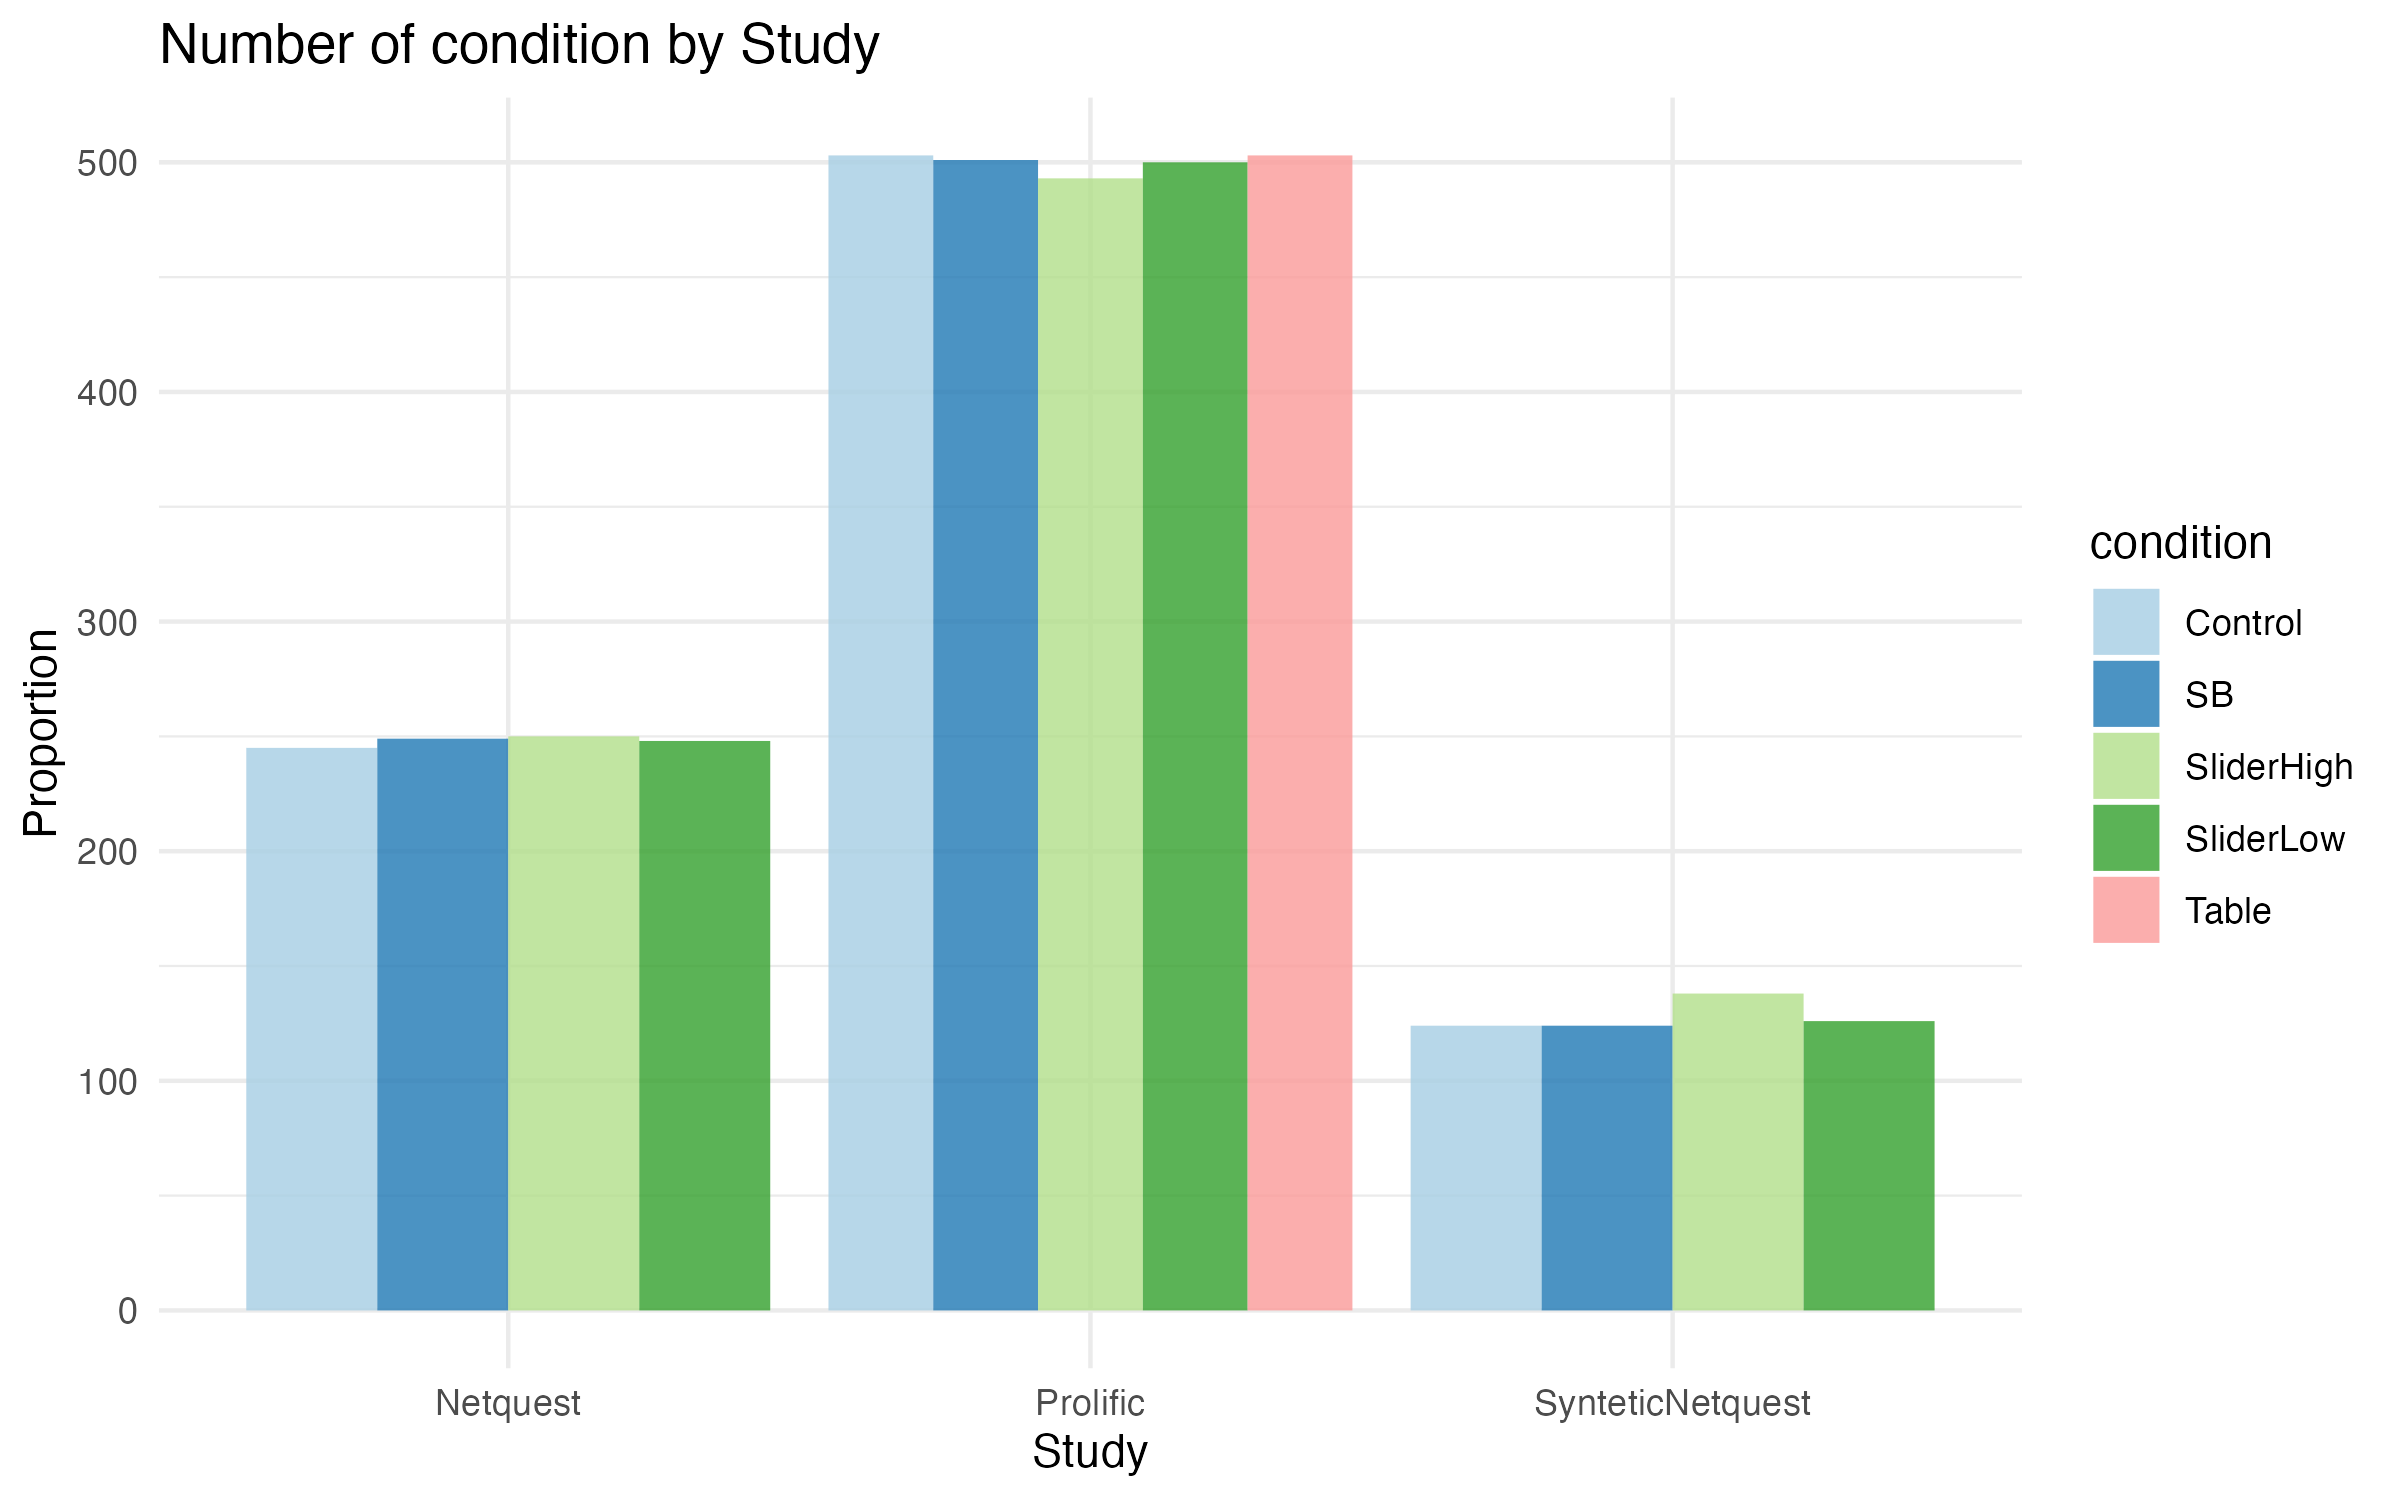 Number of condition by Study
Proportion
500
400
300
200
100
0
Netquest
Prolific
SynteticNetquest
Study
condition
Control
SB
SliderHigh
SliderLow
Table